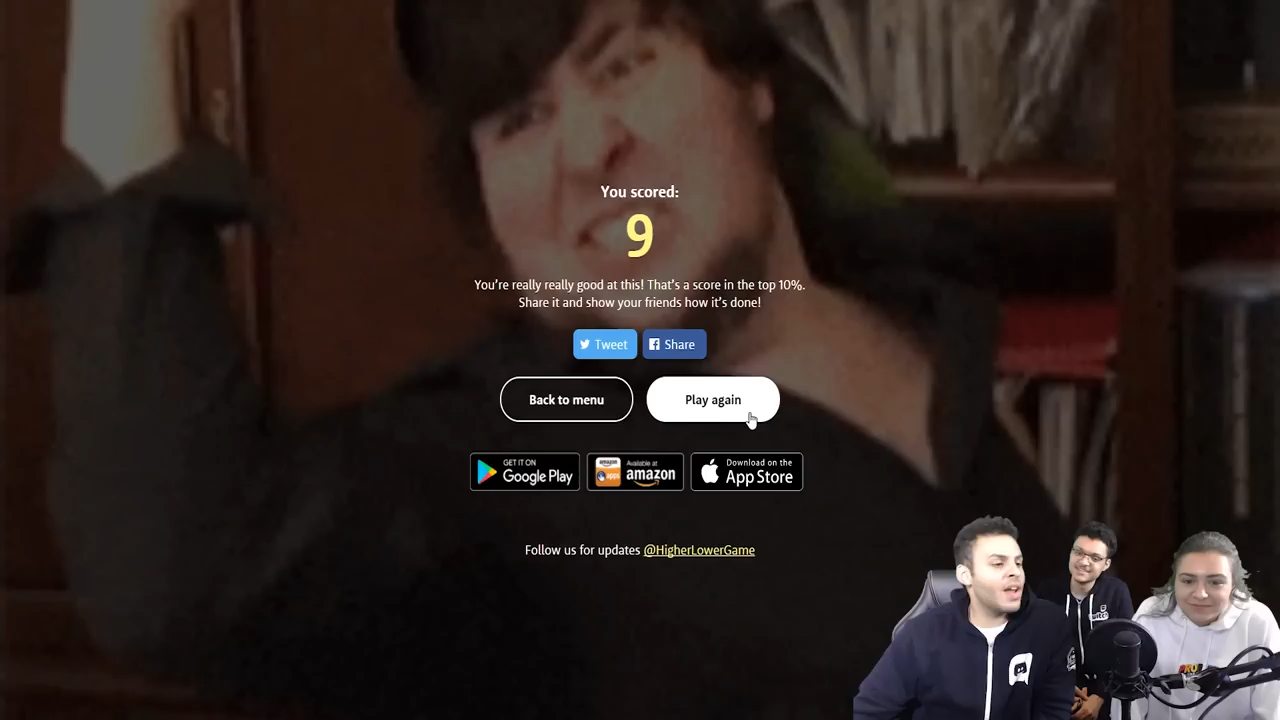 You scored:
9
You're really really good at this! That's a score in the top 10%.
Share it and show your friends how it's done!
Tweet
Share
Back to menu
Play again
GET IT ON
Google Play
amazon
apps
Available at
amazon
Download on the
App Store
Follow us for updates @HigherLowerGame